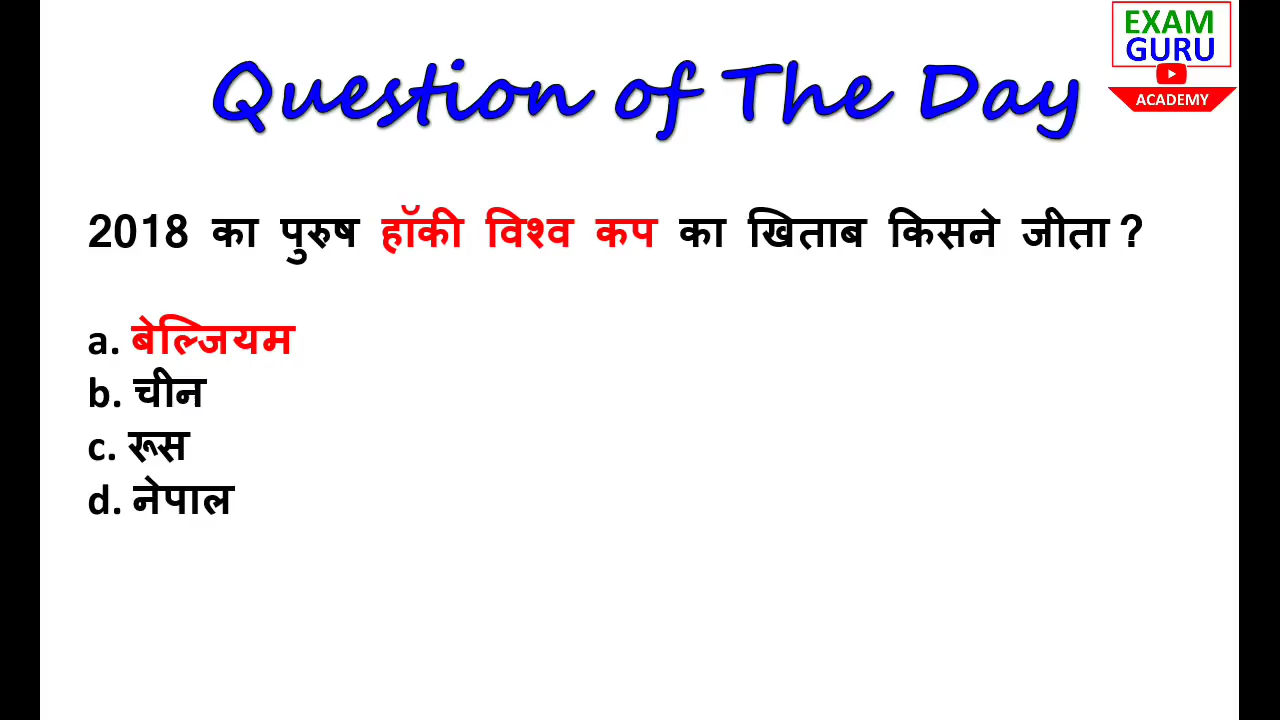 Question of The Day
EXAM
GURU
ACADEMY
2018 का पुरुष हॉकी विश्व कप का खिताब किसने जीता ?
a. बेल्जियम
b. चीन
c. रूस
d. नेपाल